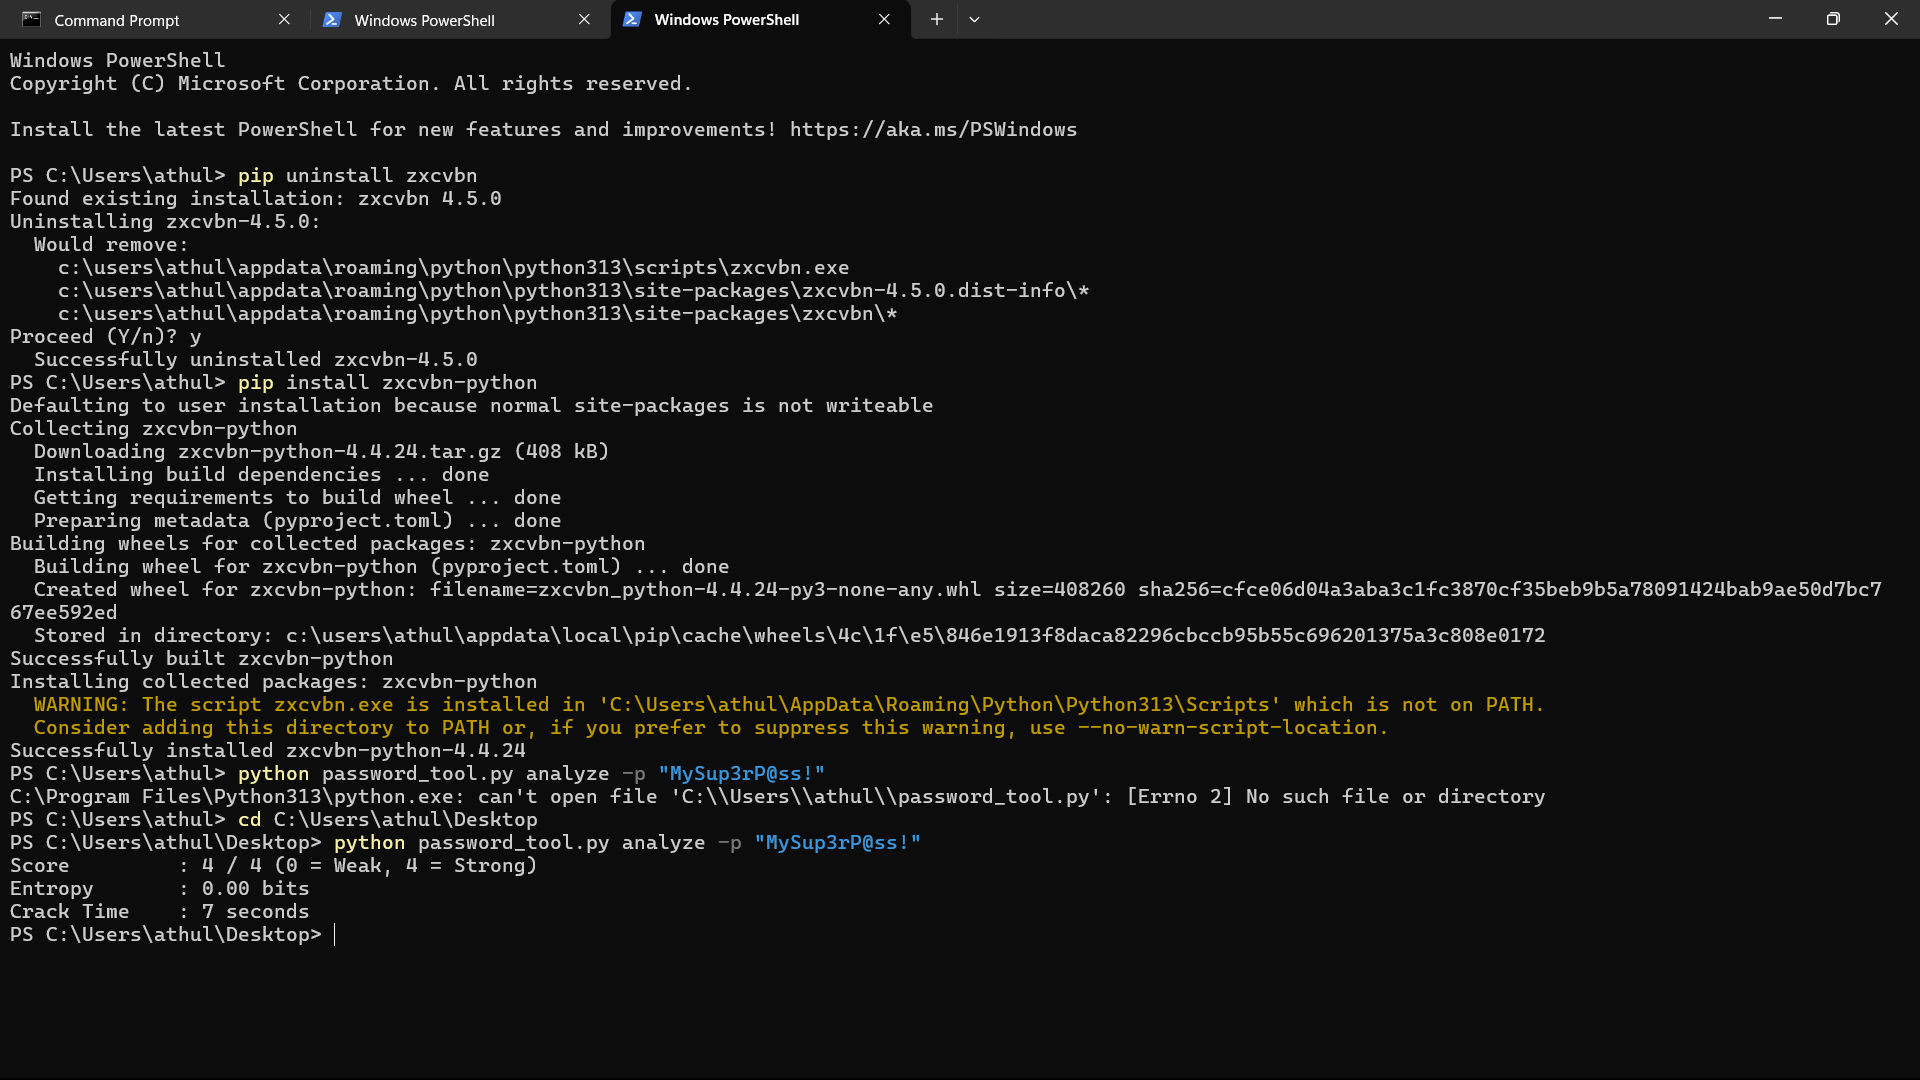 Command Prompt
Windows PowerShell
Windows PowerShell
Windows PowerShell
Copyright (C) Microsoft Corporation. All rights reserved.
Install the latest PowerShell for new features and improvements! https://aka.ms/PSWindows
PS C:\Users\athul> pip uninstall zxcvbn
Found existing installation: zxcvbn 4.5.0
Uninstalling zxcvbn-4.5.0:
  Would remove:
    c:\users\athul\appdata\roaming\python\python313\scripts\zxcvbn.exe
    c:\users\athul\appdata\roaming\python\python313\site-packages\zxcvbn-4.5.0.dist-info\*
    c:\users\athul\appdata\roaming\python\python313\site-packages\zxcvbn\*
Proceed (Y/n)? y
  Successfully uninstalled zxcvbn-4.5.0
PS C:\Users\athul> pip install zxcvbn-python
Defaulting to user installation because normal site-packages is not writeable
Collecting zxcvbn-python
  Downloading zxcvbn-python-4.4.24.tar.gz (408 kB)
  Installing build dependencies ... done
  Getting requirements to build wheel ... done
  Preparing metadata (pyproject.toml) ... done
Building wheels for collected packages: zxcvbn-python
  Building wheel for zxcvbn-python (pyproject.toml) ... done
  Created wheel for zxcvbn-python: filename=zxcvbn_python-4.4.24-py3-none-any.whl size=408260 sha256=cfce06d04a3aba3c1fc3870cf35beb9b5a78091424bab9ae50d7bc7
67ee592ed
  Stored in directory: c:\users\athul\appdata\local\pip\cache\wheels\4c\1f\e5\846e1913f8daca82296cbccb95b55c696201375a3c808e0172
Successfully built zxcvbn-python
Installing collected packages: zxcvbn-python
  WARNING: The script zxcvbn.exe is installed in 'C:\Users\athul\AppData\Roaming\Python\Python313\Scripts' which is not on PATH.
  Consider adding this directory to PATH or, if you prefer to suppress this warning, use --no-warn-script-location.
Successfully installed zxcvbn-python-4.4.24
PS C:\Users\athul> python password_tool.py analyze -p "MySup3rP@ss!"
C:\Program Files\Python313\python.exe: can't open file 'C:\\Users\\athul\\password_tool.py': [Errno 2] No such file or directory
PS C:\Users\athul> cd C:\Users\athul\Desktop
PS C:\Users\athul\Desktop> python password_tool.py analyze -p "MySup3rP@ss!"
Score         : 4 / 4 (0 = Weak, 4 = Strong)
Entropy       : 0.00 bits
Crack Time    : 7 seconds
PS C:\Users\athul\Desktop>